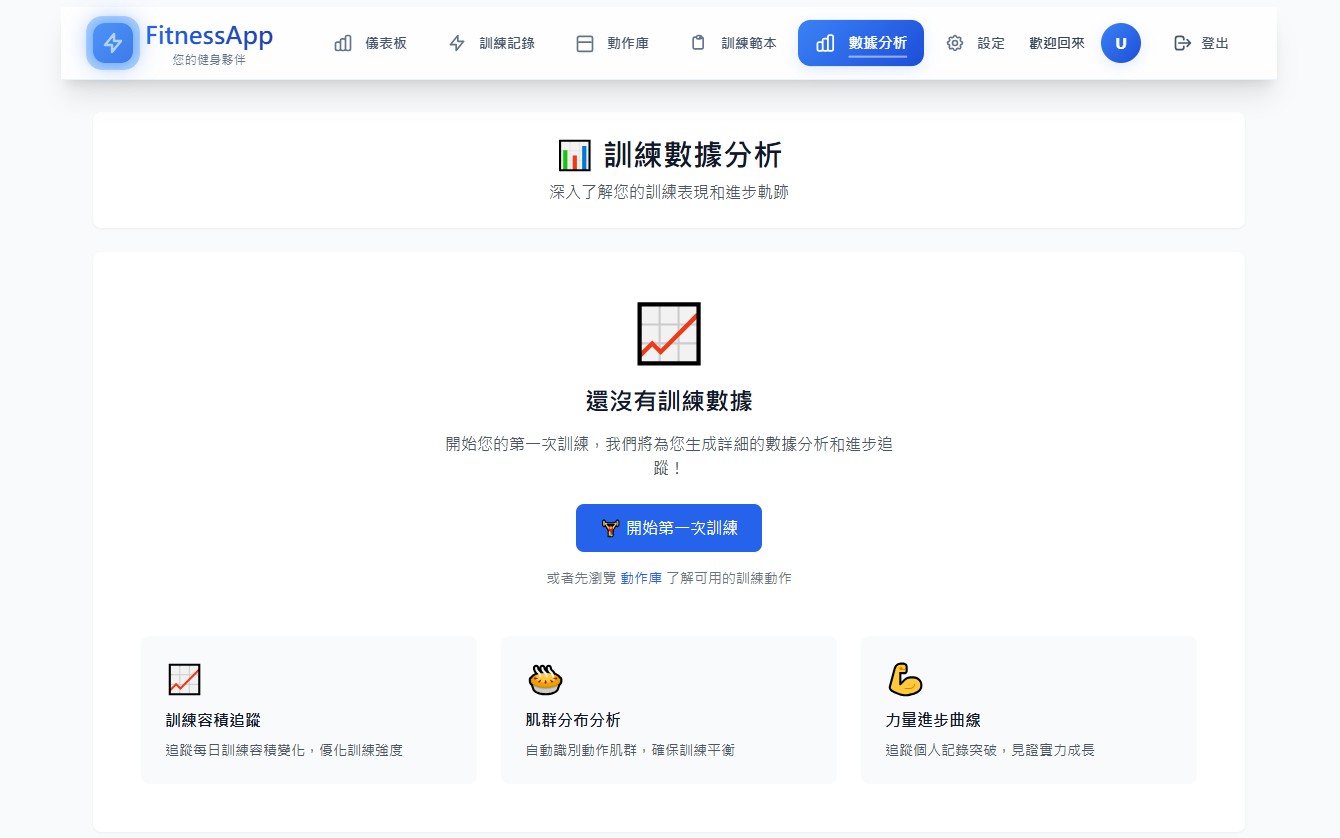 FitnessApp
您的健身夥伴
儀表板
訓練記錄
動作庫
訓練範本
數據分析
設定
歡迎回來
U
登出
訓練數據分析
深入了解您的訓練表現和進步軌跡
還沒有訓練數據
開始您的第一次訓練，我們將為您生成詳細的數據分析和進步追
蹤！
開始第一次訓練
或者先瀏覽 動作庫 了解可用的訓練動作
訓練容積追蹤
追蹤每日訓練容積變化，優化訓練強度
肌群分布分析
自動識別動作肌群，確保訓練平衡
力量進步曲線
追蹤個人記錄突破，見證實力成長